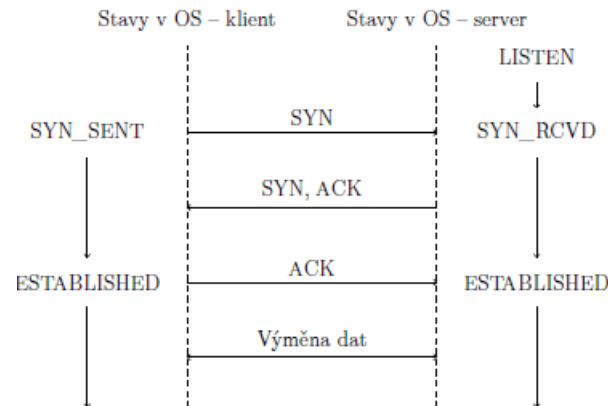 Stavy v OS – klient
Stavy v OS – server
LISTEN
SYN_SENT
SYN
SYN_RCVD
SYN, ACK
ESTABLISHED
ACK
ESTABLISHED
Výměna dat